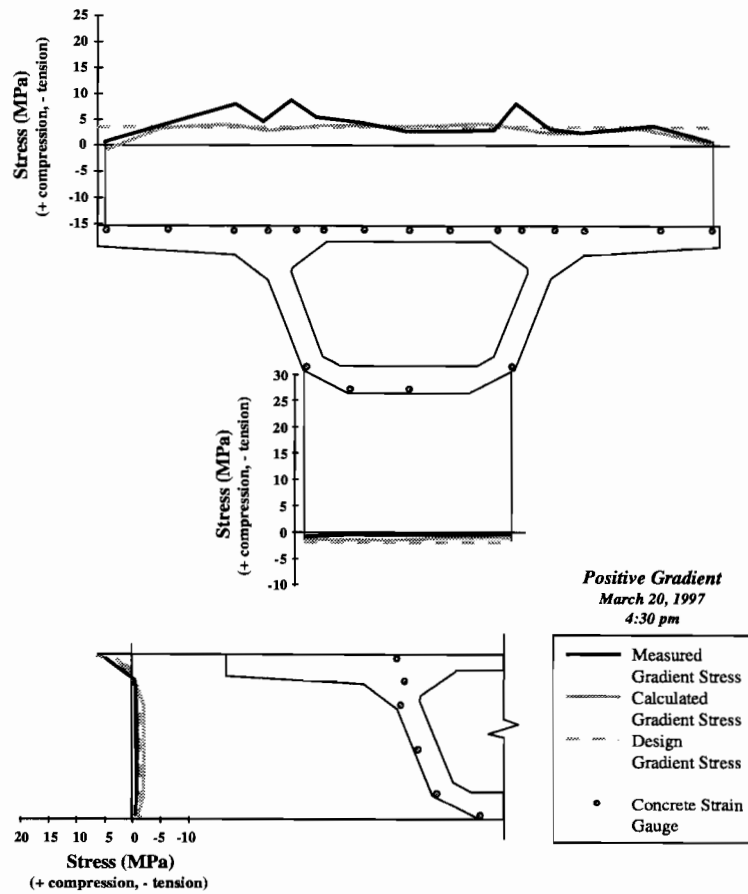 25
20
15
10
5
0
-5
-10
-15
Stress (MPa)
(+ compression, - tension)
30
25
20
15
10
5
0
-5
-10
Stress (MPa)
(+ compression, - tension)
Positive Gradient
March 20, 1997
4:30 pm
Measured
Gradient Stress
Calculated
Gradient Stress
Design
Gradient Stress
Concrete Strain
Gauge
20 15 10 5 0 -5 -10
Stress (MPa)
(+ compression, - tension)